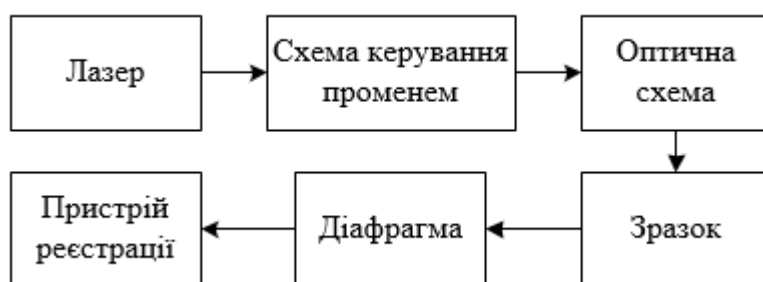 Лазер
Схема керування
променем
Оптична
схема
Пристрій
реєстрації
Діафрагма
Зразок